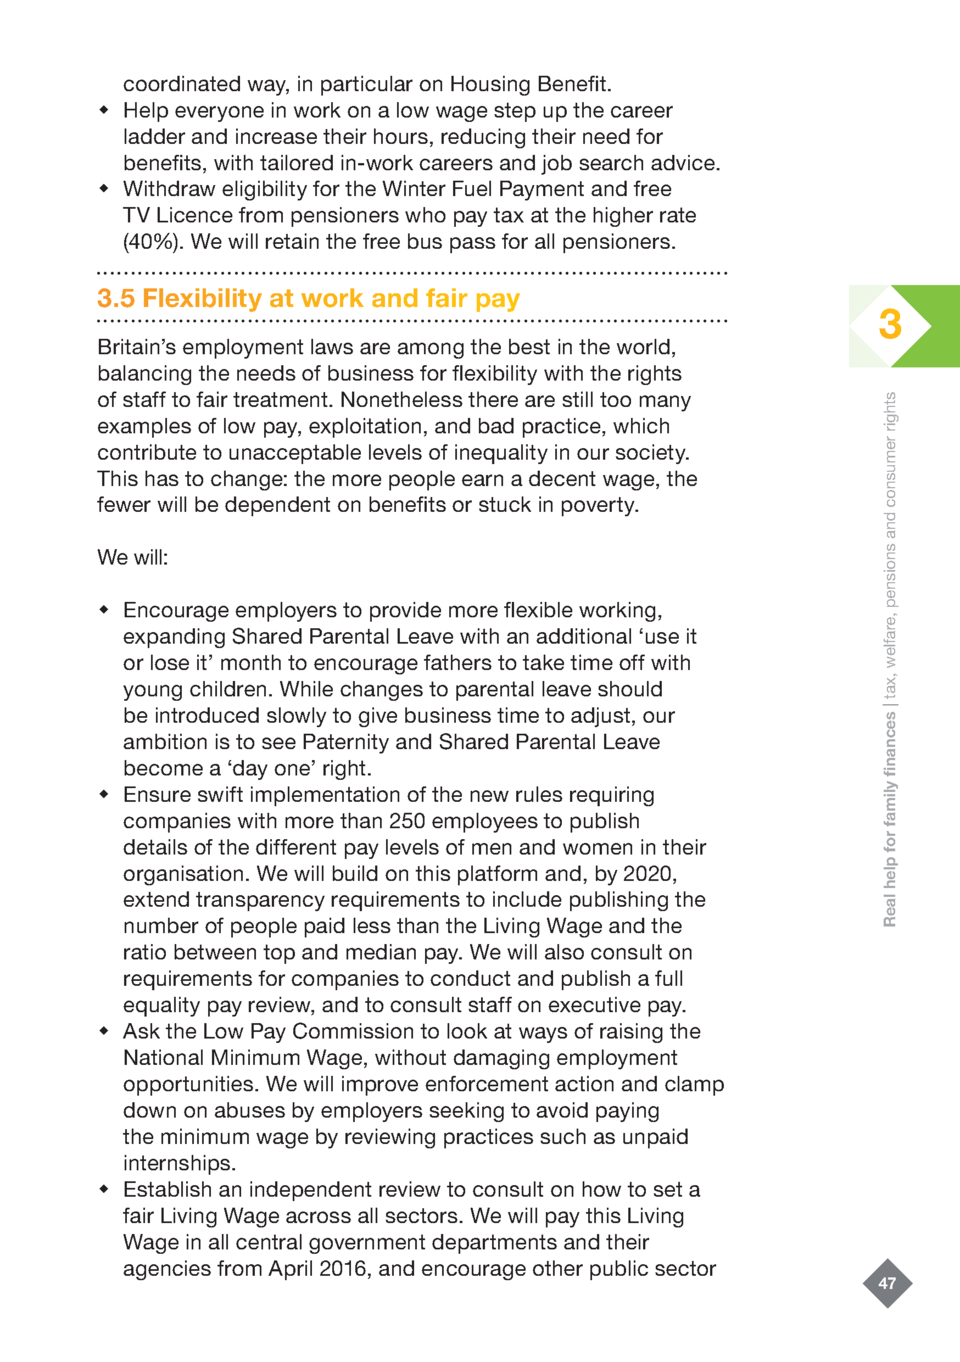 coordinated way, in particular on Housing Benefit.
◆ Help everyone in work on a low wage step up the career
ladder and increase their hours, reducing their need for
benefits, with tailored in-work careers and job search advice.
◆ Withdraw eligibility for the Winter Fuel Payment and free
TV Licence from pensioners who pay tax at the higher rate
(40%). We will retain the free bus pass for all pensioners.
3.5 Flexibility at work and fair pay
Britain’s employment laws are among the best in the world,
balancing the needs of business for flexibility with the rights
of staff to fair treatment. Nonetheless there are still too many
examples of low pay, exploitation, and bad practice, which
contribute to unacceptable levels of inequality in our society.
This has to change: the more people earn a decent wage, the
fewer will be dependent on benefits or stuck in poverty.
We will:
◆ Encourage employers to provide more flexible working,
expanding Shared Parental Leave with an additional ‘use it
or lose it’ month to encourage fathers to take time off with
young children. While changes to parental leave should
be introduced slowly to give business time to adjust, our
ambition is to see Paternity and Shared Parental Leave
become a ‘day one’ right.
◆ Ensure swift implementation of the new rules requiring
companies with more than 250 employees to publish
details of the different pay levels of men and women in their
organisation. We will build on this platform and, by 2020,
extend transparency requirements to include publishing the
number of people paid less than the Living Wage and the
ratio between top and median pay. We will also consult on
requirements for companies to conduct and publish a full
equality pay review, and to consult staff on executive pay.
◆ Ask the Low Pay Commission to look at ways of raising the
National Minimum Wage, without damaging employment
opportunities. We will improve enforcement action and clamp
down on abuses by employers seeking to avoid paying
the minimum wage by reviewing practices such as unpaid
internships.
◆ Establish an independent review to consult on how to set a
fair Living Wage across all sectors. We will pay this Living
Wage in all central government departments and their
agencies from April 2016, and encourage other public sector
3
Real help for family finances | tax, welfare, pensions and consumer rights
47